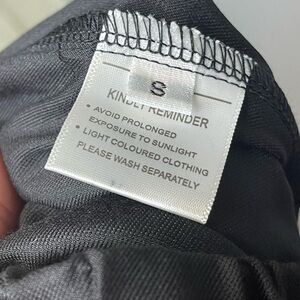 S
KINDLY REMINDER
• AVOID PROLONGED
EXPOSURE TO SUNLIGHT
• LIGHT COLOURED CLOTHING
PLEASE WASH SEPARATELY